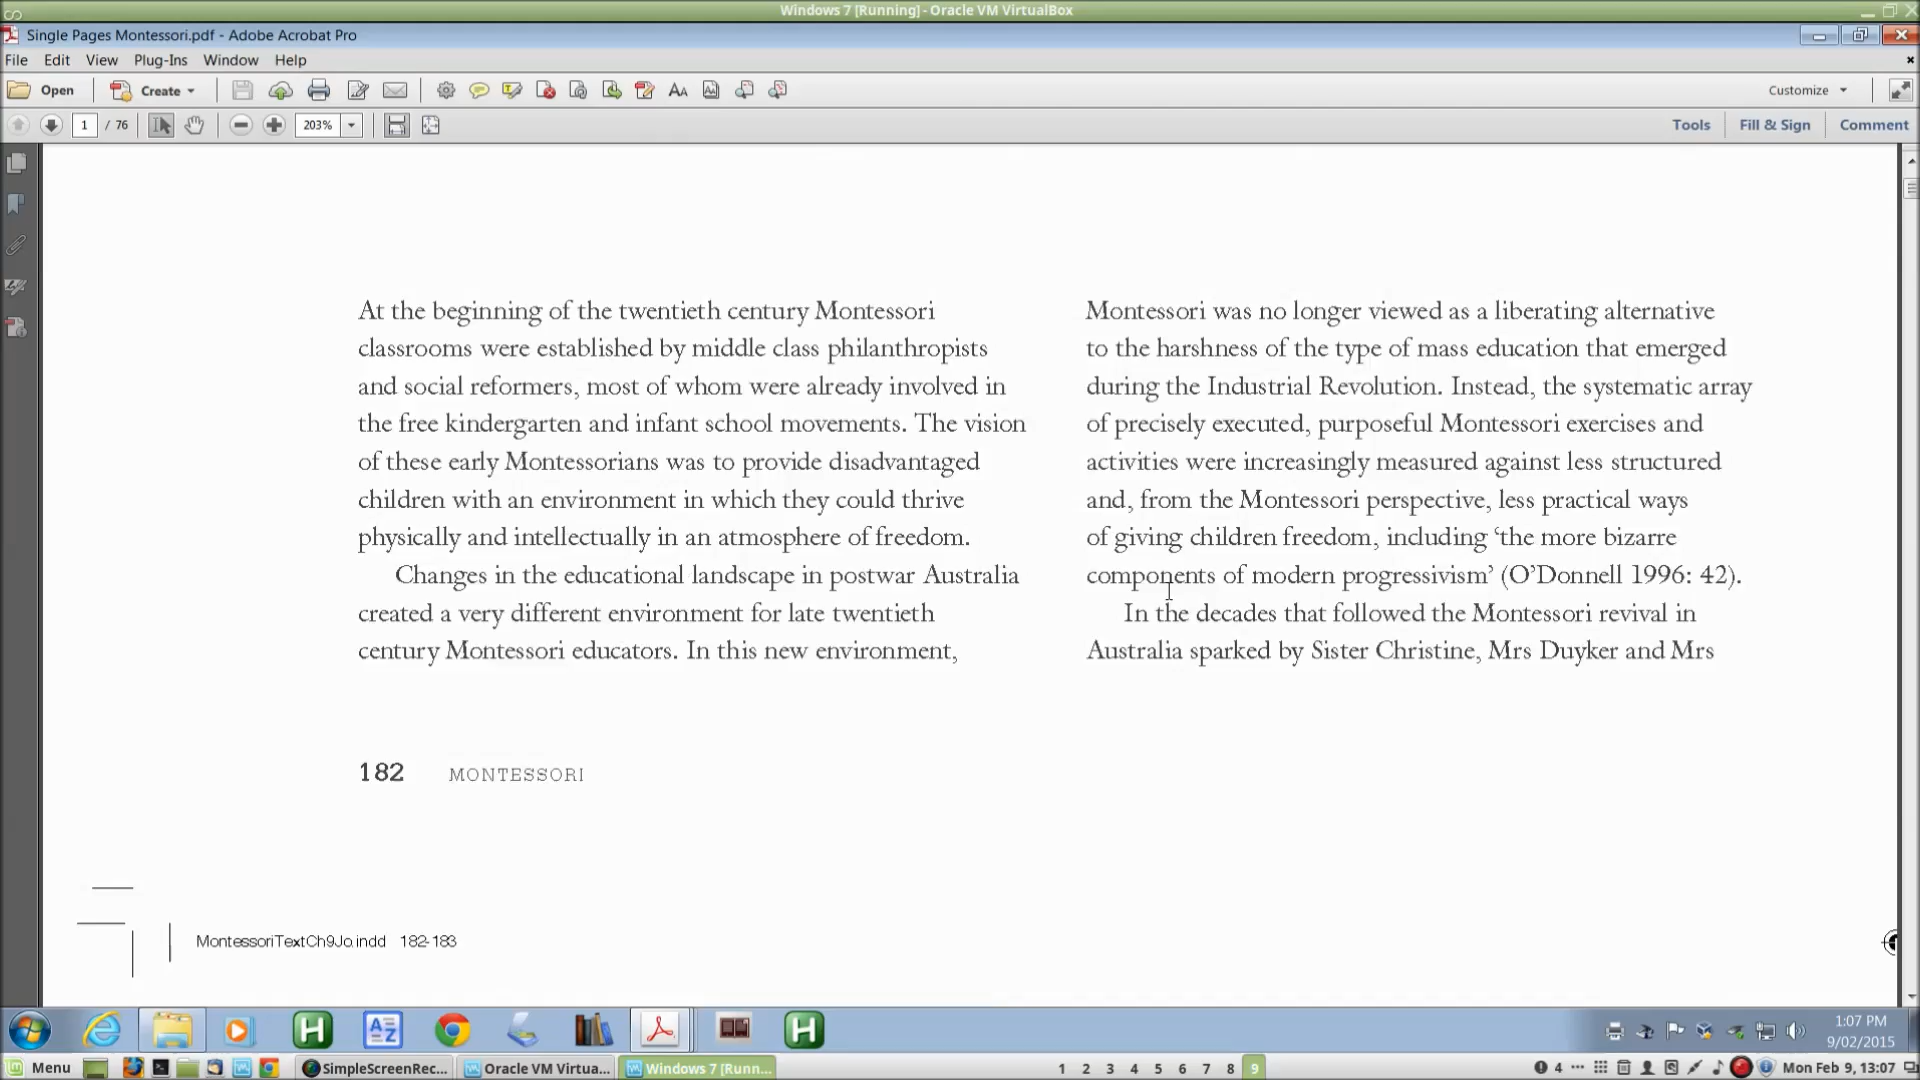 Windows 7 [Running] - Oracle VM VirtualBox
Single Pages Montessori.pdf - Adobe Acrobat Pro
File Edit View Plug-Ins Window Help
Open Create Customize
1 / 76 203% Tools Fill & Sign Comment
At the beginning of the twentieth century Montessori
classrooms were established by middle class philanthropists
and social reformers, most of whom were already involved in
the free kindergarten and infant school movements. The vision
of these early Montessorians was to provide disadvantaged
children with an environment in which they could thrive
physically and intellectually in an atmosphere of freedom.
Changes in the educational landscape in postwar Australia
created a very different environment for late twentieth
century Montessori educators. In this new environment,
Montessori was no longer viewed as a liberating alternative
to the harshness of the type of mass education that emerged
during the Industrial Revolution. Instead, the systematic array
of precisely executed, purposeful Montessori exercises and
activities were increasingly measured against less structured
and, from the Montessori perspective, less practical ways
of giving children freedom, including ‘the more bizarre
components of modern progressivism’ (O’Donnell 1996: 42).
In the decades that followed the Montessori revival in
Australia sparked by Sister Christine, Mrs Duyker and Mrs
182 MONTESSORI
MontessoriTextCh9Jo.indd 182-183
1:07 PM
9/02/2015
Menu SimpleScreenRec... Oracle VM Virtua... Windows 7 [Runn... 1 2 3 4 5 6 7 8 9 4 Mon Feb 9, 13:07